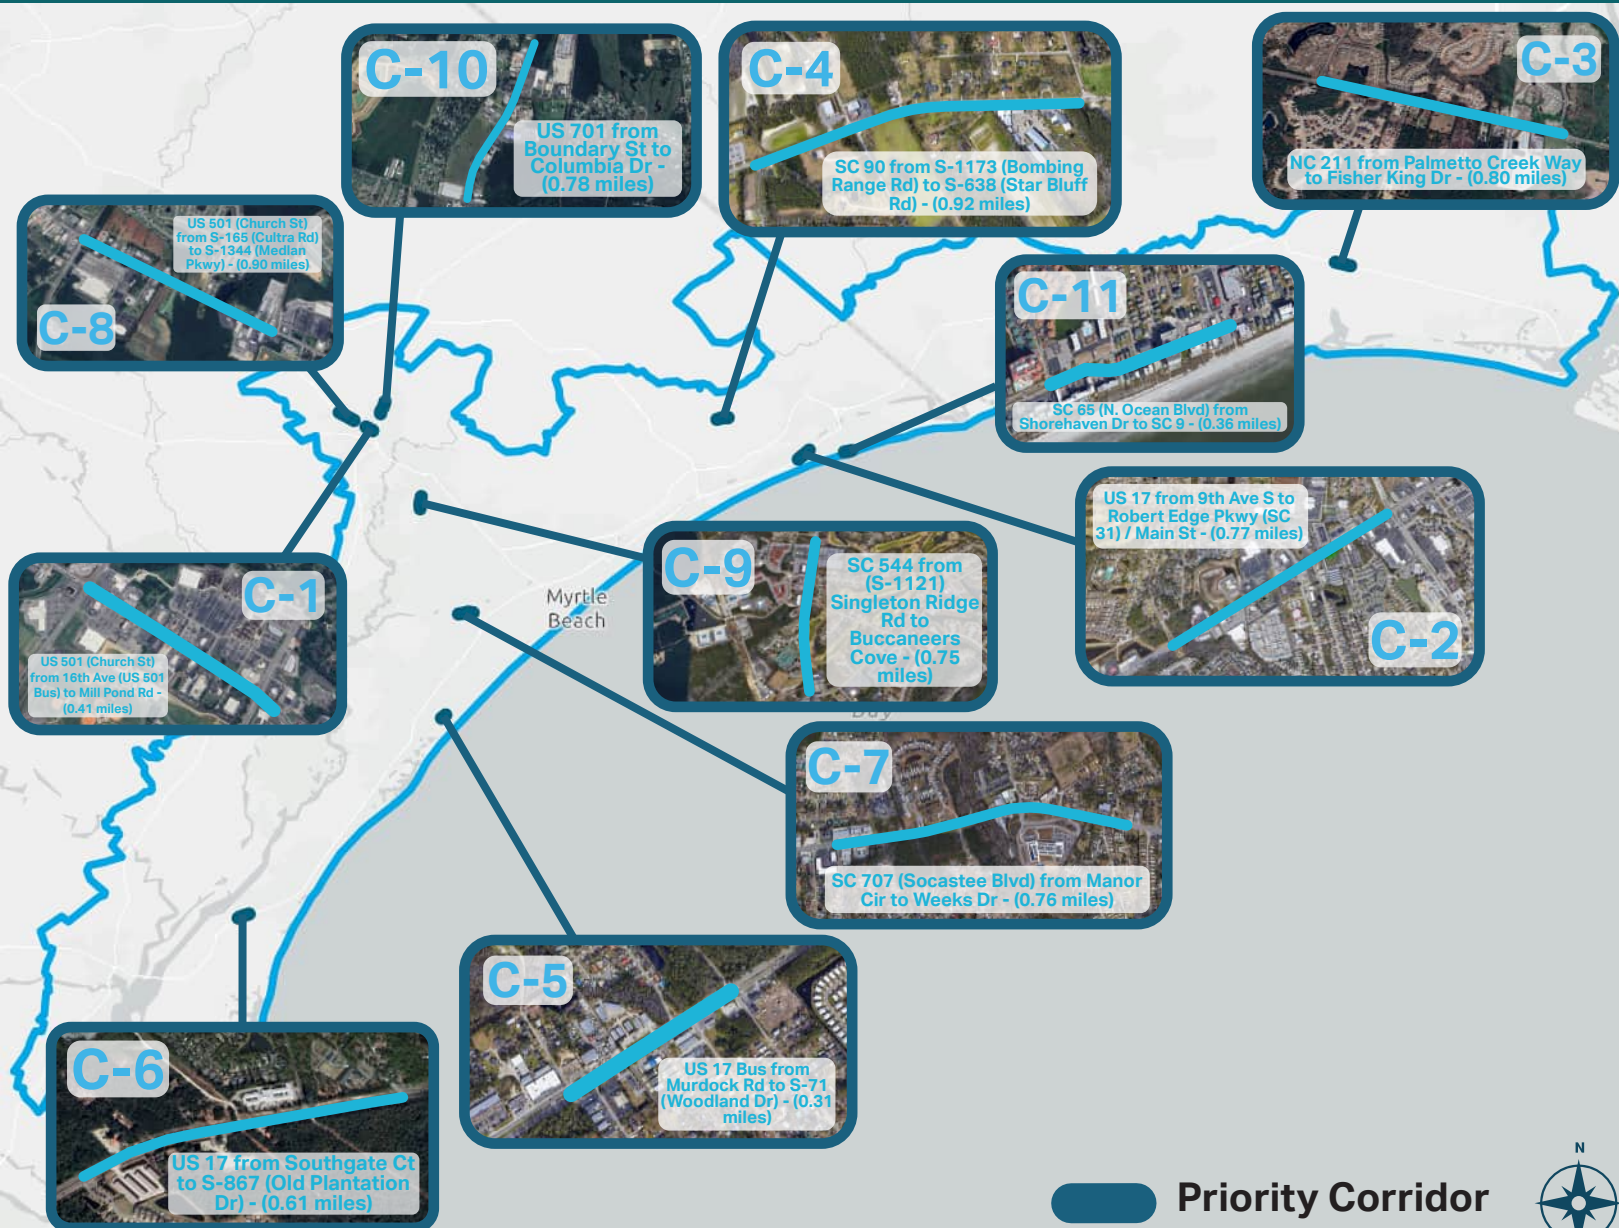 C-10
US 701 from
Boundary St to
Columbia Dr -
(0.78 miles)
C-4
SC 90 from S-1173 (Bombing
Range Rd) to S-638 (Star Bluff
Rd) - (0.92 miles)
C-3
NC 211 from Palmetto Creek Way
to Fisher King Dr - (0.80 miles)
US 501 (Church St)
from S-165 (Cultra Rd)
to S-1344 (Median
Pkwy) - (0.90 miles)
C-8
C-11
SC 65 (N. Ocean Blvd) from
Shorehaven Dr to SC 9 - (0.36 miles)
US 17 from 9th Ave S to
Robert Edge Pkwy (SC
31) / Main St - (0.77 miles)
C-2
C-1
US 501 (Church St)
from 16th Ave (US 501
Bus) to Mill Pond Rd -
(0.41 miles)
C-9
SC 544 from
(S-1121)
Singleton Ridge
Rd to
Buccaneers
Cove - (0.75
miles)
Myrtle
Beach
C-7
SC 707 (Socastee Blvd) from Manor
Cir to Weeks Dr - (0.76 miles)
C-5
US 17 Bus from
Murdock Rd to S-71
(Woodland Dr) - (0.31
miles)
C-6
US 17 from Southgate Ct
to S-867 (Old Plantation
Dr) - (0.61 miles)
Priority Corridor
N